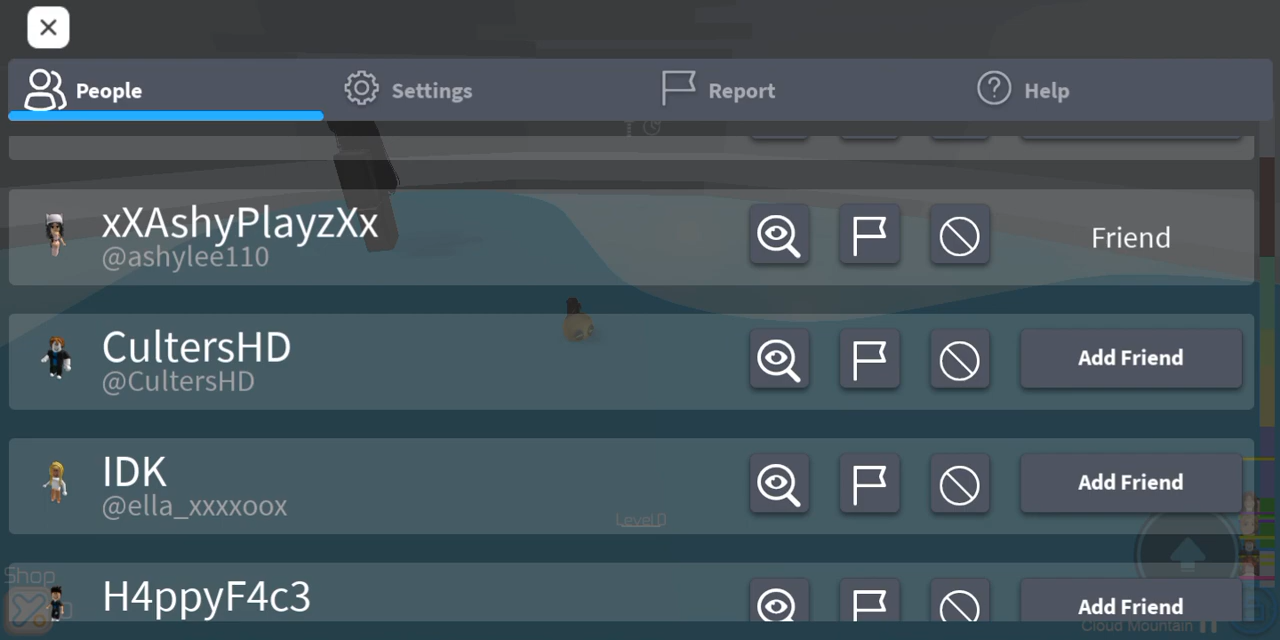 People
Settings
Report
Help
xXAshyPlayzXx
@ashylee110
Friend
CultersHD
@CultersHD
Add Friend
IDK
@ella_xxxxoox
Add Friend
Level 0
Shop
H4ppyF4c3
Add Friend
Cloud Mountain